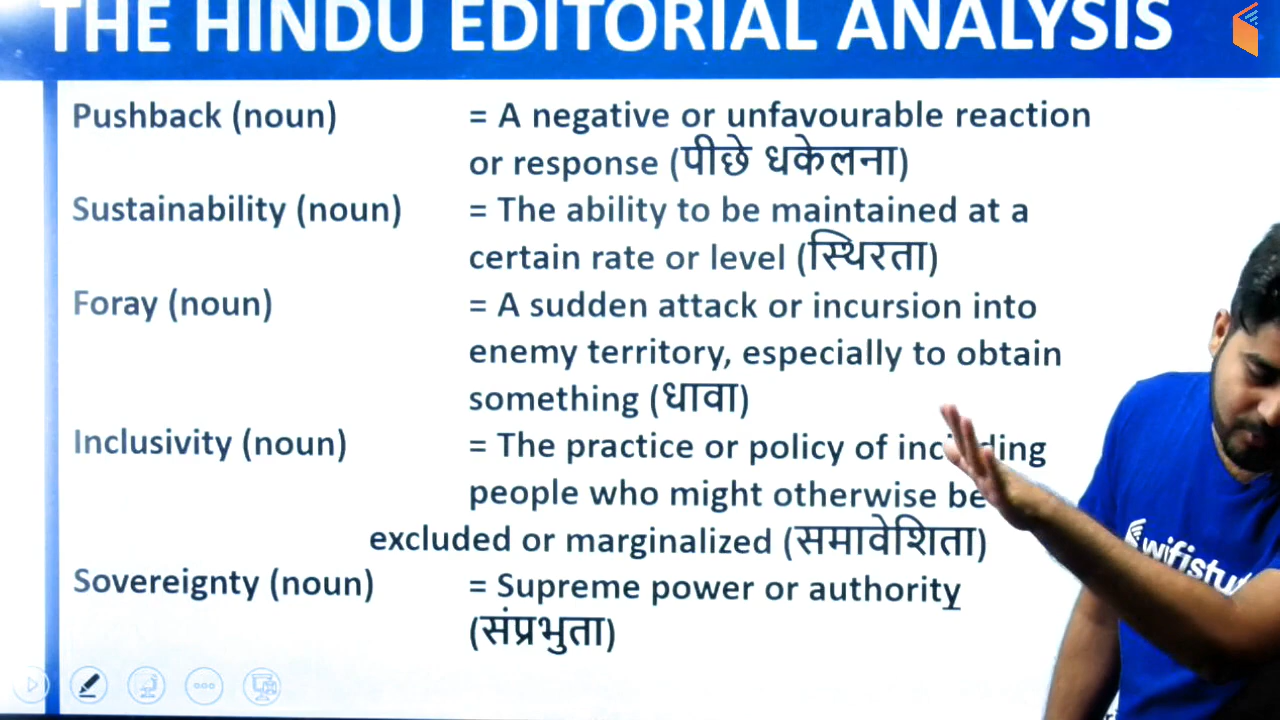 THE HINDU EDITORIAL ANALYSIS
Pushback (noun) = A negative or unfavourable reaction
or response (पीछे धकेलना)
Sustainability (noun) = The ability to be maintained at a
certain rate or level (स्थिरता)
Foray (noun) = A sudden attack or incursion into
enemy territory, especially to obtain
something (धावा)
Inclusivity (noun) = The practice or policy of including
people who might otherwise be
excluded or marginalized (समावेशिता)
Sovereignty (noun) = Supreme power or authority
(संप्रभुता)
wifistu